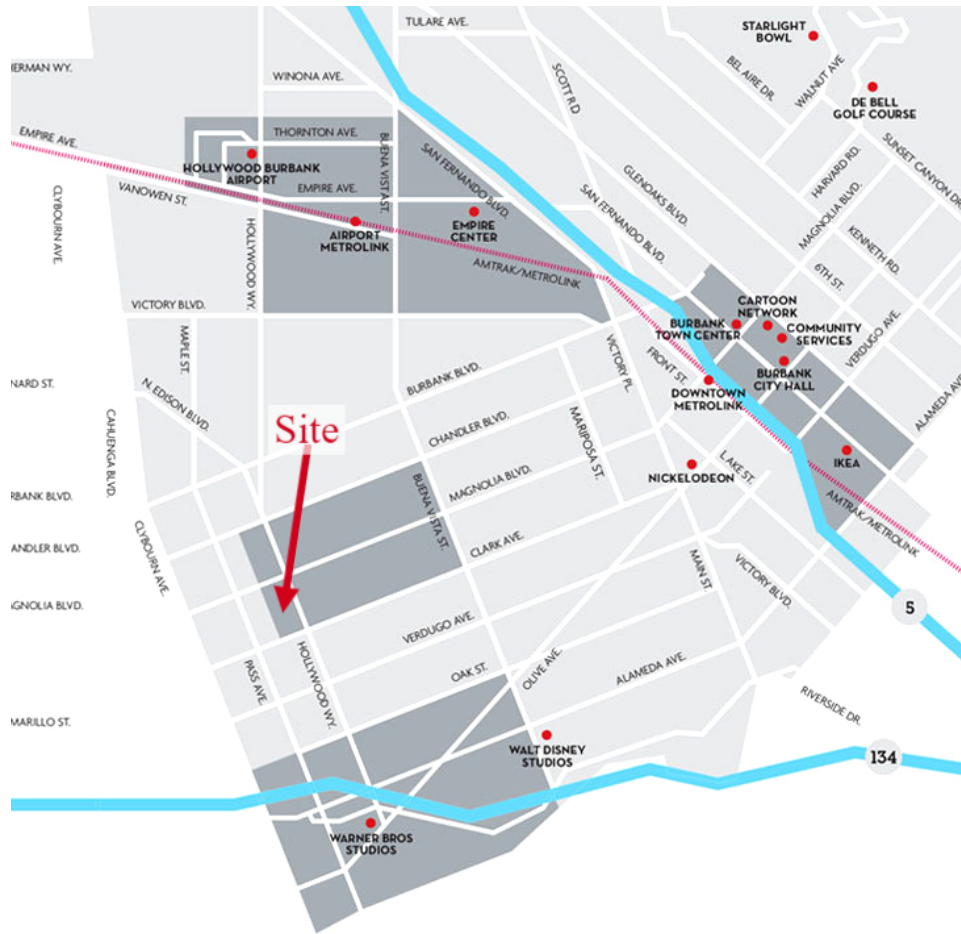 TULARE AVE.
STARLIGHT
BOWL
WALNUT AVE
BEL AIRE DR.
SCOTT RD
HERMAN WY.
WINONA AVE.
DE BELL
GOLF COURSE
THORNTON AVE.
EMPIRE AVE.
HOLLYWOOD BURBANK
AIRPORT
BUENA VISTA ST.
SAN FERNANDO BLVD.
GLENOAKS BLVD.
HARVARD RD.
SUNSET CANYON DR.
VANOWEN ST.
EMPIRE AVE.
CLYBOURN AVE.
HOLLYWOOD WY.
AIRPORT
METROLINK
EMPIRE
CENTER
SAN FERNANDO BLVD.
MAGNOLIA BLVD.
KENNETH RD.
AMTRAK/METROLINK
6TH ST.
VICTORY BLVD.
MAPLE ST.
CARTOON
NETWORK
BURBANK
TOWN CENTER
COMMUNITY
SERVICES
VERDUGO AVE.
FRONT ST.
VICTORY PL.
BURBANK
CITY HALL
NARD ST.
N. EDISON BLVD.
BURBANK BLVD.
DOWNTOWN
METROLINK
ALAMEDA AVE.
CAHUENGA BLVD.
Site
CHANDLER BLVD.
MARIPOSA ST.
IKEA
NICKELODEON
LAKE ST.
RBANK BLVD.
MAGNOLIA BLVD.
BUENA VISTA ST.
AMTRAK/METROLINK
CLYBOURN AVE.
ANDLER BLVD.
CLARK AVE.
MAIN ST.
VICTORY BLVD.
AGNOLIA BLVD.
5
VERDUGO AVE.
PASS AVE.
HOLLYWOOD WY.
OAK ST.
OLIVE AVE.
ALAMEDA AVE.
RIVERSIDE DR.
MARILLO ST.
WALT DISNEY
STUDIOS
134
WARNER BROS
STUDIOS